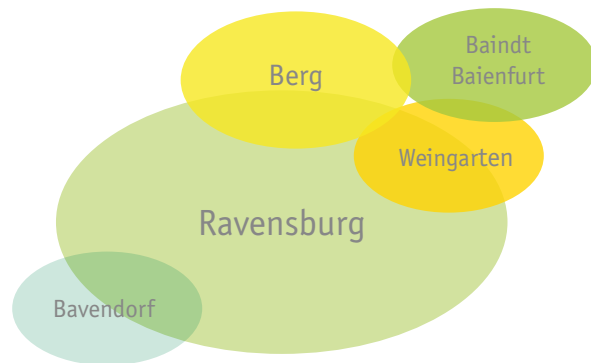 Baindt
Baienfurt
Berg
Weingarten
Ravensburg
Bavendorf